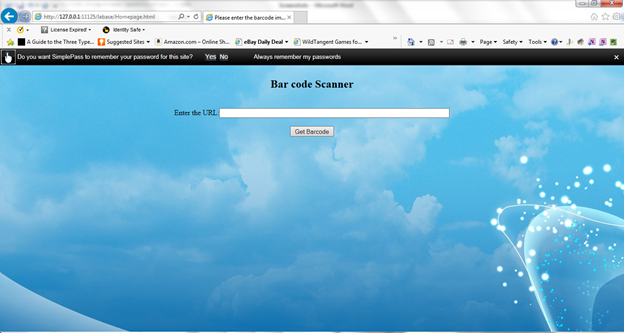 http://127.0.0.1:11125/labase/Homepage.html
Please enter the barcode im...
License Expired
Identity Safe
A Guide to the Three Type...
Suggested Sites
Amazon.com – Online Sh...
eBay Daily Deal
WildTangent Games fo...
Page
Safety
Tools
Do you want SimplePass to remember your password for this site? Yes No Always remember my passwords
Bar code Scanner
Enter the URL
Get Barcode